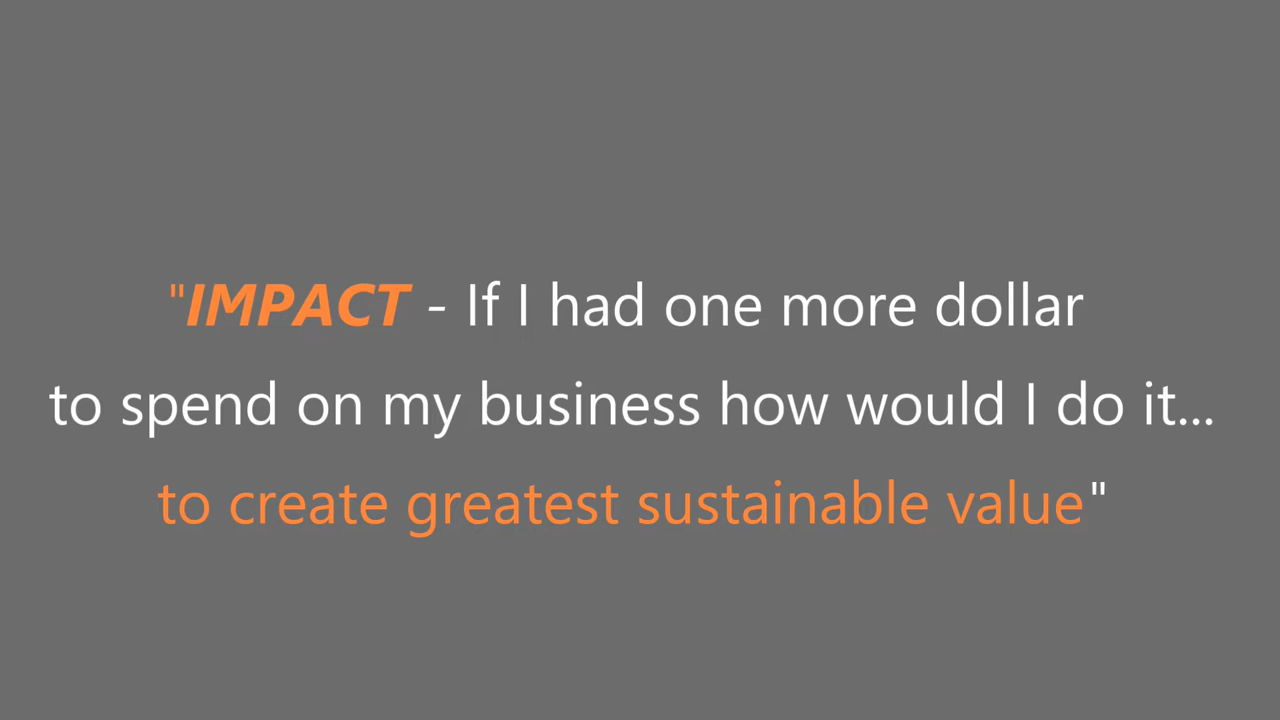 "IMPACT - If I had one more dollar
to spend on my business how would I do it...
to create greatest sustainable value"